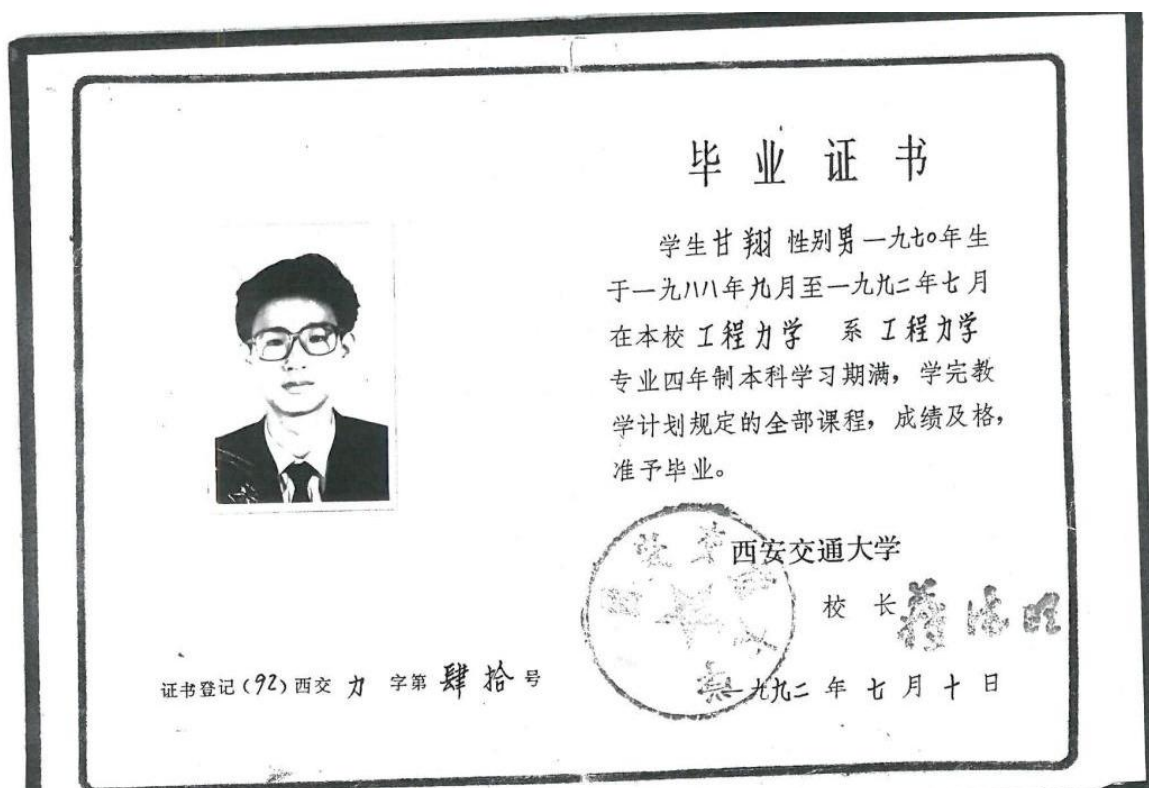 毕业证书
学生甘翔 性别男一九七〇年生
于一九八八年九月至一九九二年七月
在本校工程力学 系工程力学
专业四年制本科学习期满，学完教
学计划规定的全部课程，成绩及格，
准予毕业。
西安交通大学
校长
一九九二年七月十日
证书登记(92)西交力 字第肆拾号